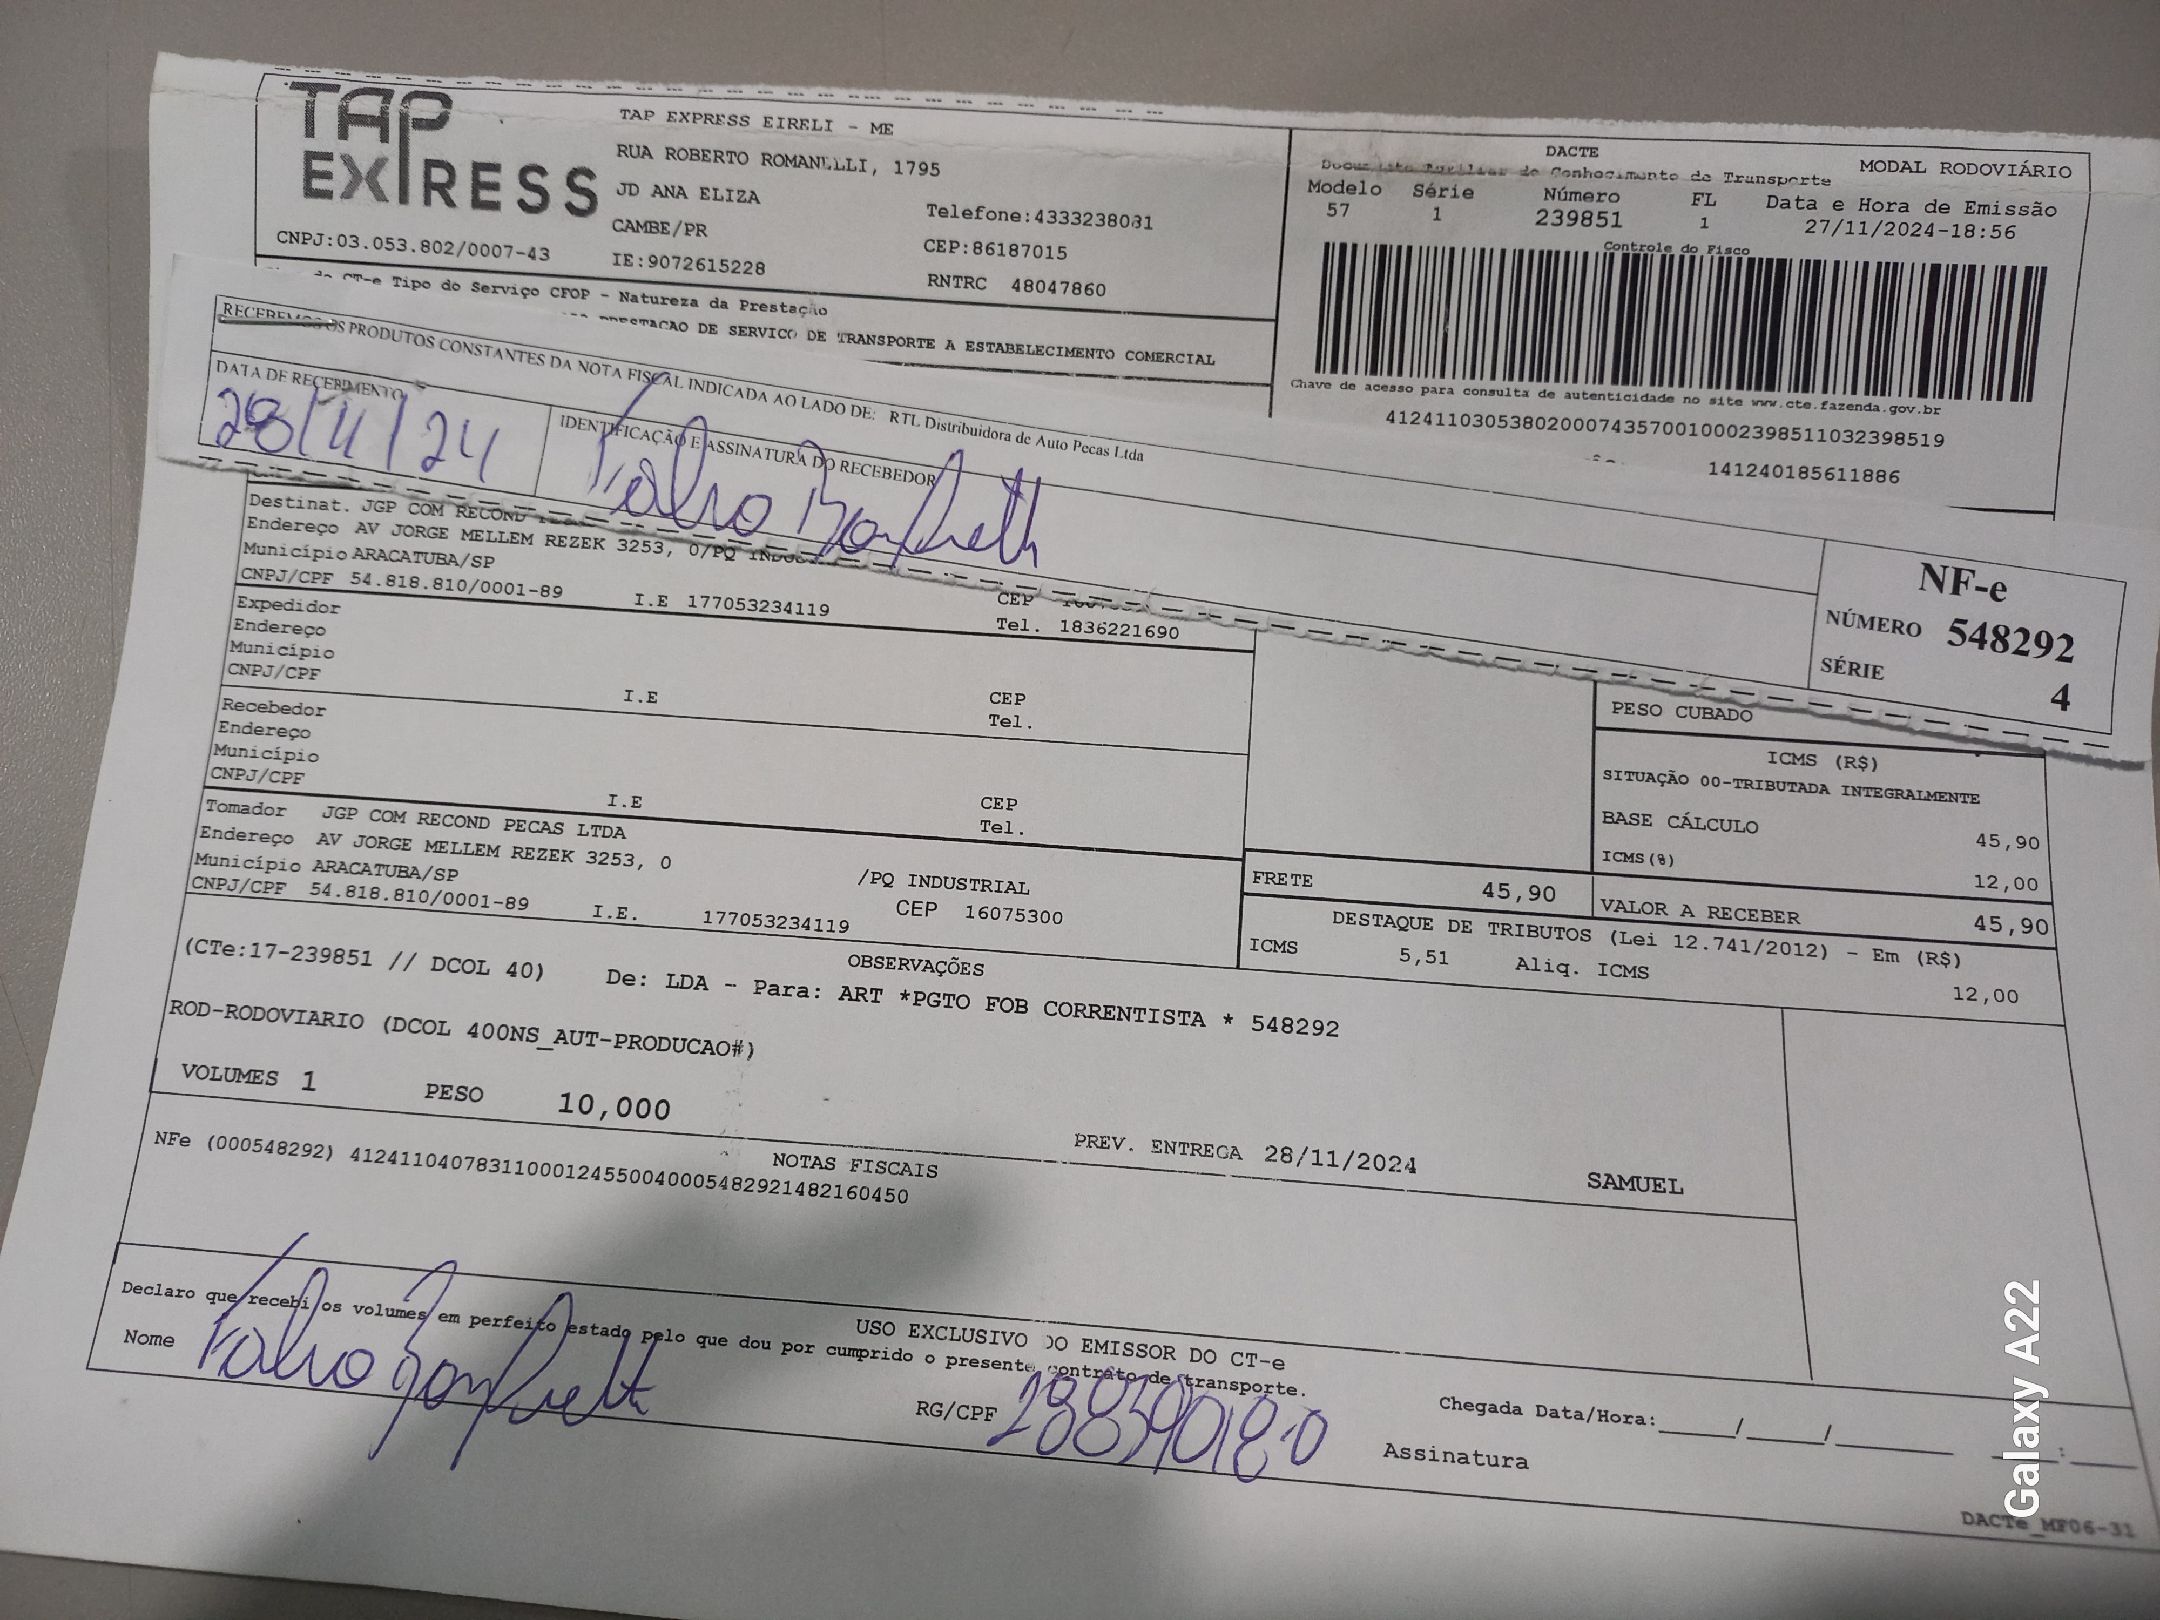 TAP
EXPRESS
CNPJ:03.053.802/0007-43
TAP EXPRESS EIRELI - ME
RUA ROBERTO ROMANELLI, 1795
JD ANA ELIZA
CAMBE/PR
IE:9072615228
Telefone:4333238081
CEP:86187015
RNTRC 48047860
DACTE
MODAL RODOVIÁRIO
Documento Auxiliar do Conhecimento de Transporte
Modelo Série Número FL Data e Hora de Emissão
57 1 239851 1 27/11/2024-18:56
Controle do Fisco
Chave de acesso para consulta de autenticidade no site www.cte.fazenda.gov.br
41241103053802000743570010002398511032398519
141240185611886
CT-e Tipo do Serviço CFOP - Natureza da Prestação
PRESTACAO DE SERVICO DE TRANSPORTE A ESTABELECIMENTO COMERCIAL
RECEBEMOS OS PRODUTOS CONSTANTES DA NOTA FISCAL INDICADA AO LADO DE: RTL Distribuidora de Auto Pecas Ltda
DATA DE RECEBIMENTO
28/11/24
IDENTIFICAÇÃO E ASSINATURA DO RECEBEDOR
NF-e
NÚMERO 548292
SÉRIE 4
Destinat. JGP COM RECOND
Endereço AV JORGE MELLEM REZEK 3253, 0/PQ
Município ARACATUBA/SP
CNPJ/CPF 54.818.810/0001-89 I.E 177053234119
CEP
Tel. 1836221690
Expedidor
Endereço
Município
CNPJ/CPF
I.E
CEP
Tel.
Recebedor
Endereço
Município
CNPJ/CPF
I.E
CEP
Tel.
Tomador JGP COM RECOND PECAS LTDA
Endereço AV JORGE MELLEM REZEK 3253, 0
/PQ INDUSTRIAL
Município ARACATUBA/SP
CEP 16075300
CNPJ/CPF 54.818.810/0001-89 I.E. 177053234119
PESO CUBADO
ICMS (R$)
SITUAÇÃO 00-TRIBUTADA INTEGRALMENTE
BASE CÁLCULO 45,90
ICMS(%) 12,00
FRETE 45,90
VALOR A RECEBER 45,90
DESTAQUE DE TRIBUTOS (Lei 12.741/2012) - Em (R$)
ICMS 5,51 Aliq. ICMS 12,00
OBSERVAÇÕES
(CTe:17-239851 // DCOL 40) De: LDA - Para: ART *PGTO FOB CORRENTISTA * 548292
ROD-RODOVIARIO (DCOL 400NS_AUT-PRODUCAO#)
VOLUMES 1 PESO 10,000
PREV. ENTREGA 28/11/2024 SAMUEL
NOTAS FISCAIS
NFe (000548292) 41241104078311000124550040005482921482160450
USO EXCLUSIVO DO EMISSOR DO CT-e
Declaro que recebi os volumes em perfeito estado pelo que dou por cumprido o presente contrato de transporte.
Nome
RG/CPF
Chegada Data/Hora:____/____/______ ____:____
Assinatura
DACTe_MF06-31
Galaxy A22